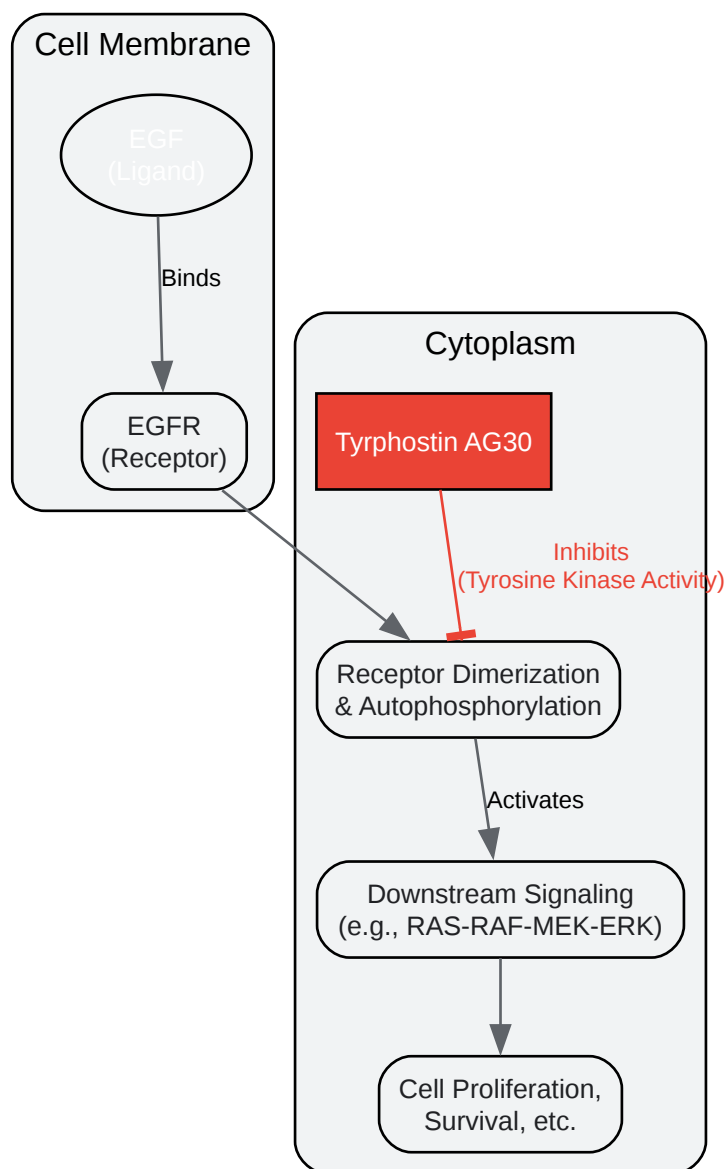 Cell Membrane
EGF
(Ligand)
Binds
EGFR
(Receptor)
Cytoplasm
Tyrphostin AG30
Inhibits
(Tyrosine Kinase Activity)
Receptor Dimerization
& Autophosphorylation
Activates
Downstream Signaling
(e.g., RAS-RAF-MEK-ERK)
Cell Proliferation,
Survival, etc.